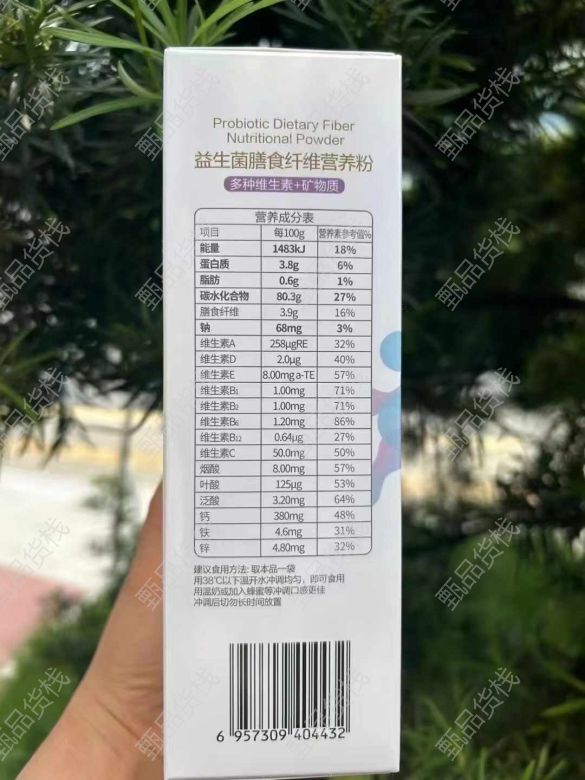 Probiotic Dietary Fiber
Nutritional Powder
益生菌膳食纤维营养粉
多种维生素+矿物质
营养成分表
项目 每100g 营养素参考值%
能量 1483kJ 18%
蛋白质 3.8g 6%
脂肪 0.6g 1%
碳水化合物 80.3g 27%
膳食纤维 3.9g 16%
钠 68mg 3%
维生素A 258μgRE 32%
维生素D 2.0μg 40%
维生素E 8.00mg a-TE 57%
维生素B₁ 1.00mg 71%
维生素B₂ 1.00mg 71%
维生素B₆ 1.20mg 86%
维生素B₁₂ 0.64μg 27%
维生素C 50.0mg 50%
烟酸 8.00mg 57%
叶酸 125μg 53%
泛酸 3.20mg 64%
钙 380mg 48%
铁 4.6mg 31%
锌 4.80mg 32%
建议食用方法: 取本品一袋
用38℃以下温开水冲调均匀，即可食用
用温奶或加入蜂蜜等冲调口感更佳
冲调后切勿长时间放置
6 957309 404432
甄品货栈